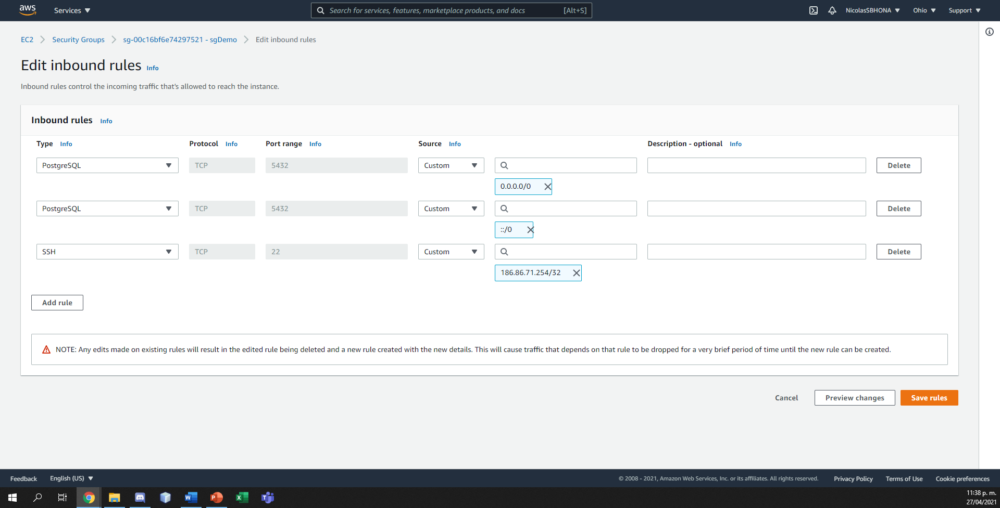 aws Services Search for services, features, marketplace products, and docs [Alt+S] NicolasSBHONA Ohio Support
EC2 Security Groups sg-00c16bf6e74297521 - sgDemo Edit inbound rules
Edit inbound rules Info
Inbound rules control the incoming traffic that's allowed to reach the instance.
Inbound rules Info
Type Info Protocol Info Port range Info Source Info Description - optional Info
PostgreSQL TCP 5432 Custom Delete
0.0.0.0/0
PostgreSQL TCP 5432 Custom Delete
::/0
SSH TCP 22 Custom Delete
186.86.71.254/32
Add rule
NOTE: Any edits made on existing rules will result in the edited rule being deleted and a new rule created with the new details. This will cause traffic that depends on that rule to be dropped for a very brief period of time until the new rule can be created.
Cancel Preview changes Save rules
Feedback English (US) © 2008 - 2021, Amazon Web Services, Inc. or its affiliates. All rights reserved. Privacy Policy Terms of Use Cookie preferences
11:38 p. m.
27/04/2021